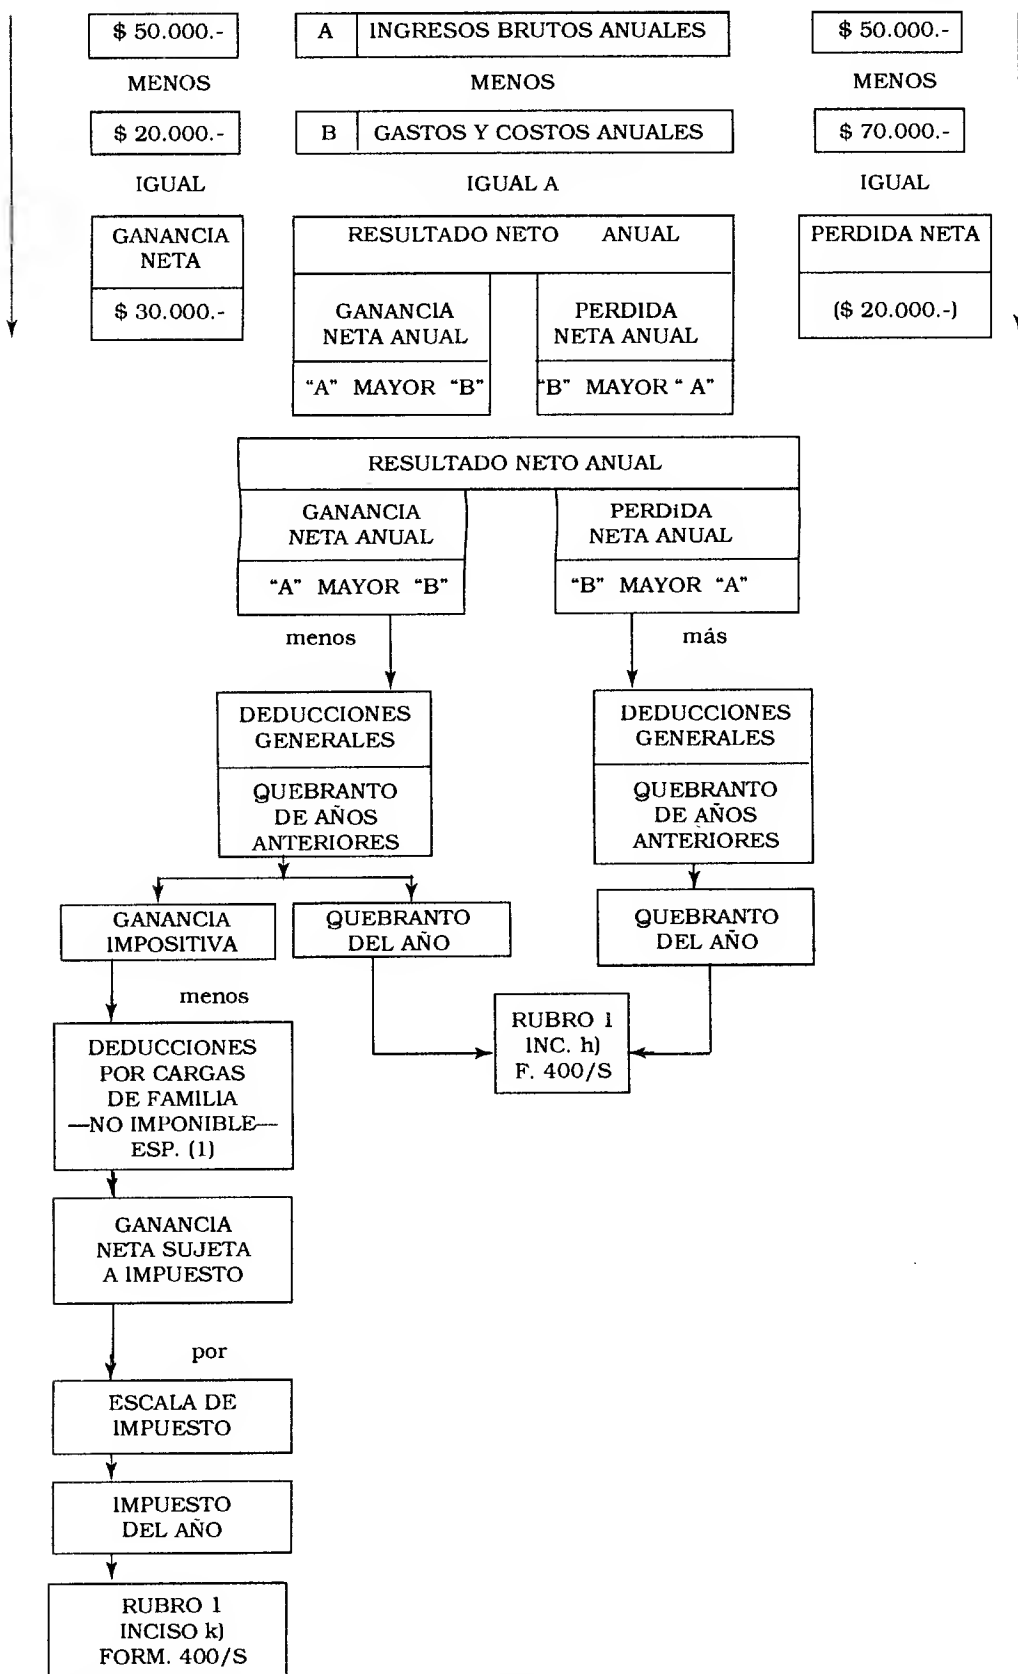 $ 50.000.-
A INGRESOS BRUTOS ANUALES
$ 50.000.-
MENOS
MENOS
MENOS
$ 20.000.-
B GASTOS Y COSTOS ANUALES
$ 70.000.-
IGUAL
IGUAL A
IGUAL
GANANCIA
NETA
$ 30.000.-
RESULTADO NETO ANUAL
GANANCIA
NETA ANUAL
"A" MAYOR "B"
PERDIDA
NETA ANUAL
"B" MAYOR " A"
PERDIDA NETA
($ 20.000.-)
RESULTADO NETO ANUAL
GANANCIA
NETA ANUAL
"A" MAYOR "B"
PERDIDA
NETA ANUAL
"B" MAYOR "A"
menos
más
DEDUCCIONES
GENERALES
QUEBRANTO
DE AÑOS
ANTERIORES
DEDUCCIONES
GENERALES
QUEBRANTO
DE AÑOS
ANTERIORES
GANANCIA
IMPOSITIVA
QUEBRANTO
DEL AÑO
QUEBRANTO
DEL AÑO
menos
RUBRO 1
INC. h)
F. 400/S
DEDUCCIONES
POR CARGAS
DE FAMILIA
—NO IMPONIBLE—
ESP. (1)
GANANCIA
NETA SUJETA
A IMPUESTO
por
ESCALA DE
IMPUESTO
IMPUESTO
DEL AÑO
RUBRO 1
INCISO k)
FORM. 400/S